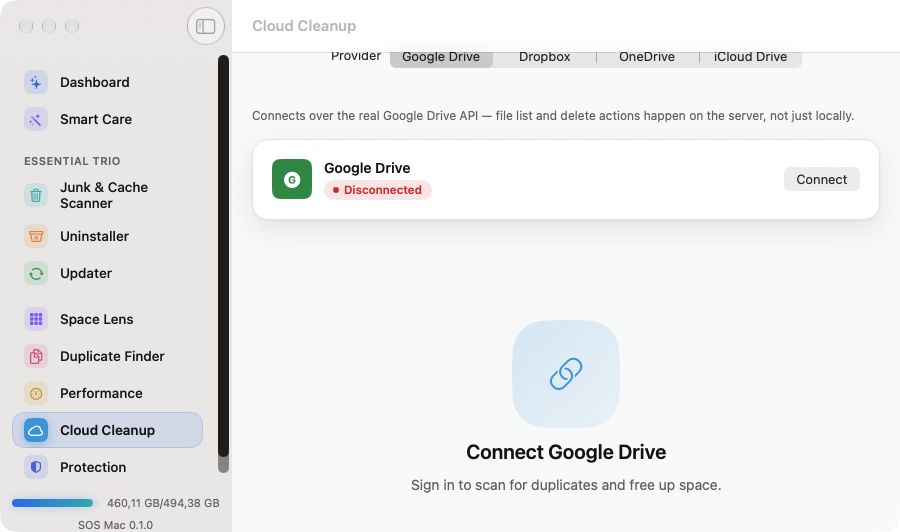 Cloud Cleanup
Dashboard
Smart Care
ESSENTIAL TRIO
Junk & Cache
Scanner
Uninstaller
Updater
Space Lens
Duplicate Finder
Performance
Cloud Cleanup
Protection
460,11 GB/494,38 GB
SOS Mac 0.1.0
Provider Google Drive Dropbox OneDrive iCloud Drive
Connects over the real Google Drive API — file list and delete actions happen on the server, not just locally.
G
Google Drive
Disconnected
Connect
Connect Google Drive
Sign in to scan for duplicates and free up space.